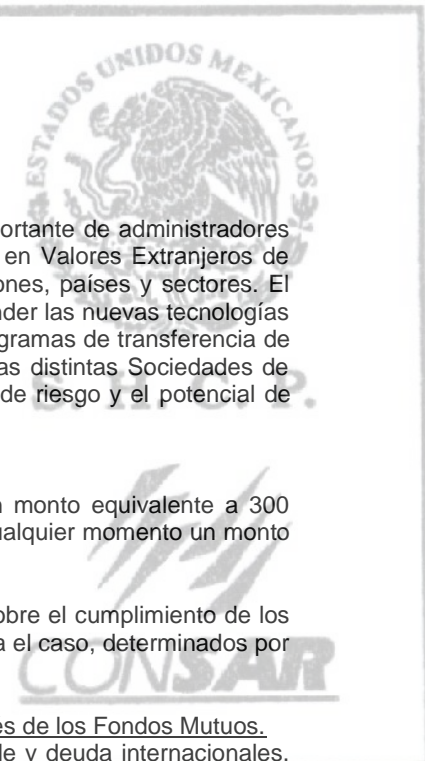 ESTADOS UNIDOS MEXICANOS
portante de administradores
en Valores Extranjeros de
ones, países y sectores. El
nder las nuevas tecnologías
gramas de transferencia de
as distintas Sociedades de
de riesgo y el potencial de
S. H. C. P.
n monto equivalente a 300
ualquier momento un monto
obre el cumplimiento de los
a el caso, determinados por
CONSAR
es de los Fondos Mutuos.
le y deuda internacionales.